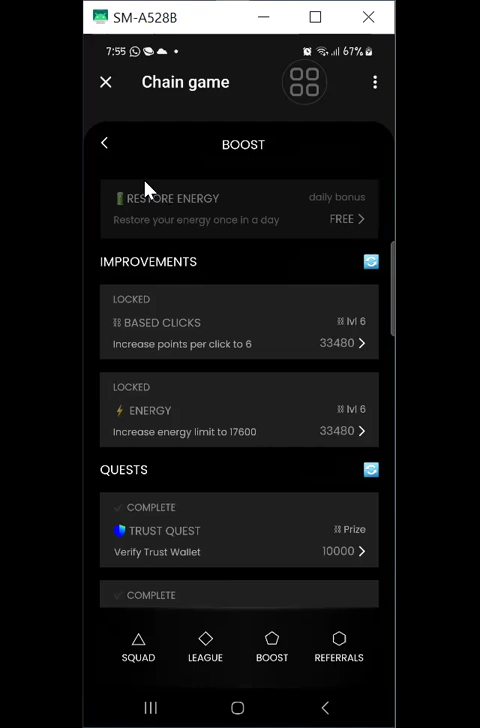 SM-A528B
7:55
67%
Chain game
BOOST
RESTORE ENERGY daily bonus
Restore your energy once in a day FREE >
IMPROVEMENTS
LOCKED
BASED CLICKS lvl 6
Increase points per click to 6 33480 >
LOCKED
ENERGY lvl 6
Increase energy limit to 17600 33480 >
QUESTS
COMPLETE
TRUST QUEST Prize
Verify Trust Wallet 10000 >
COMPLETE
SQUAD LEAGUE BOOST REFERRALS